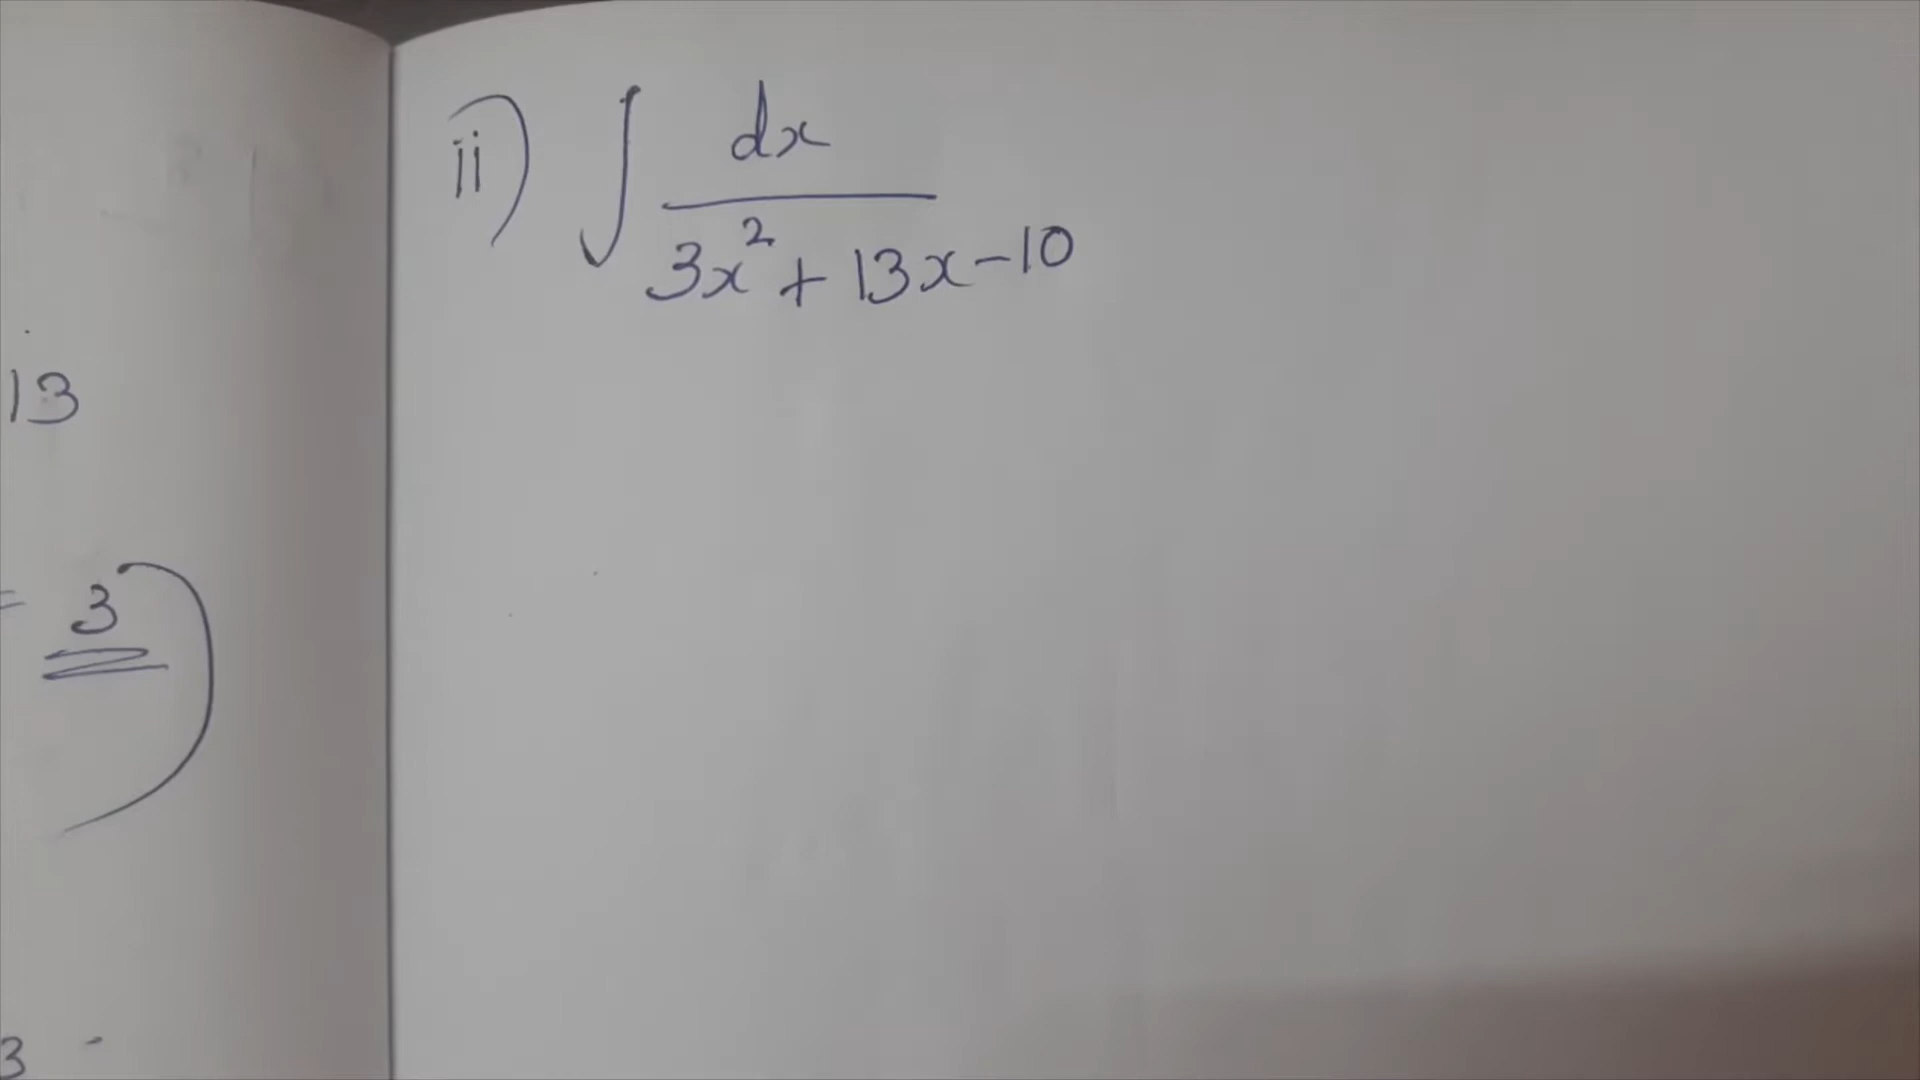 13
= 3
3
ii) ∫ dx
3x² + 13x - 10